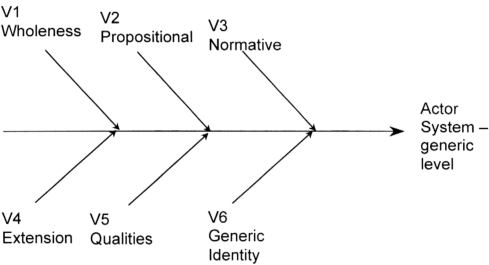 V1
Wholeness
V2
Propositional
V3
Normative
Actor
System –
generic
level
V4
Extension
V5
Qualities
V6
Generic
Identity